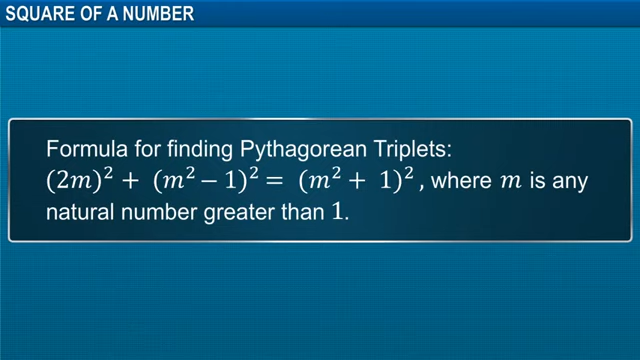 SQUARE OF A NUMBER
Formula for finding Pythagorean Triplets:
(2m)² + (m² − 1)² = (m² + 1)², where m is any
natural number greater than 1.